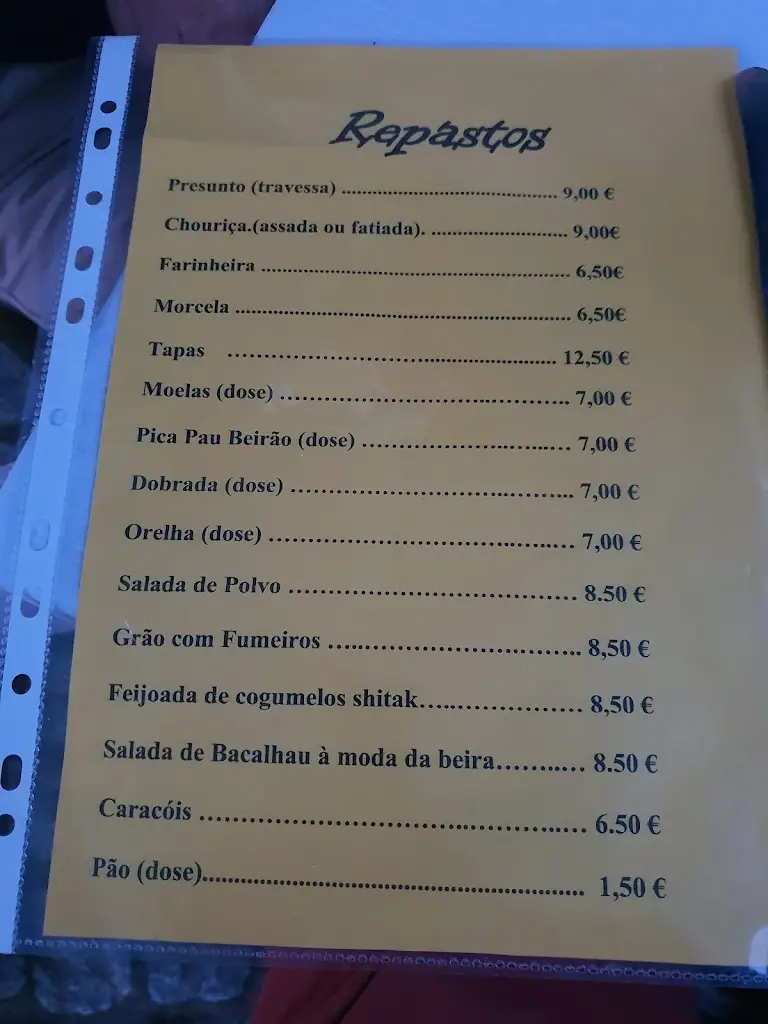 Repastos
Presunto (travessa) ................................................ 9,00 €
Chouriça.(assada ou fatiada). .............................. 9,00€
Farinheira ..................................................................... 6,50€
Morcela .......................................................................... 6,50€
Tapas ………………………….............................. 12,50 €
Moelas (dose) ……………………………..………….. 7,00 €
Pica Pau Beirão (dose) ……………………..…..…. 7,00 €
Dobrada (dose) ………………………………..……... 7,00 €
Orelha (dose) …………………………………..…..…. 7,00 €
Salada de Polvo ………………………………………. 8.50 €
Grão com Fumeiros …..………………………..…….. 8,50 €
Feijoada de cogumelos shitak…..……………… 8,50 €
Salada de Bacalhau à moda da beira……..…. 8.50 €
Caracóis ………………………………..………..…. 6.50 €
Pão (dose)................................................................... 1,50 €